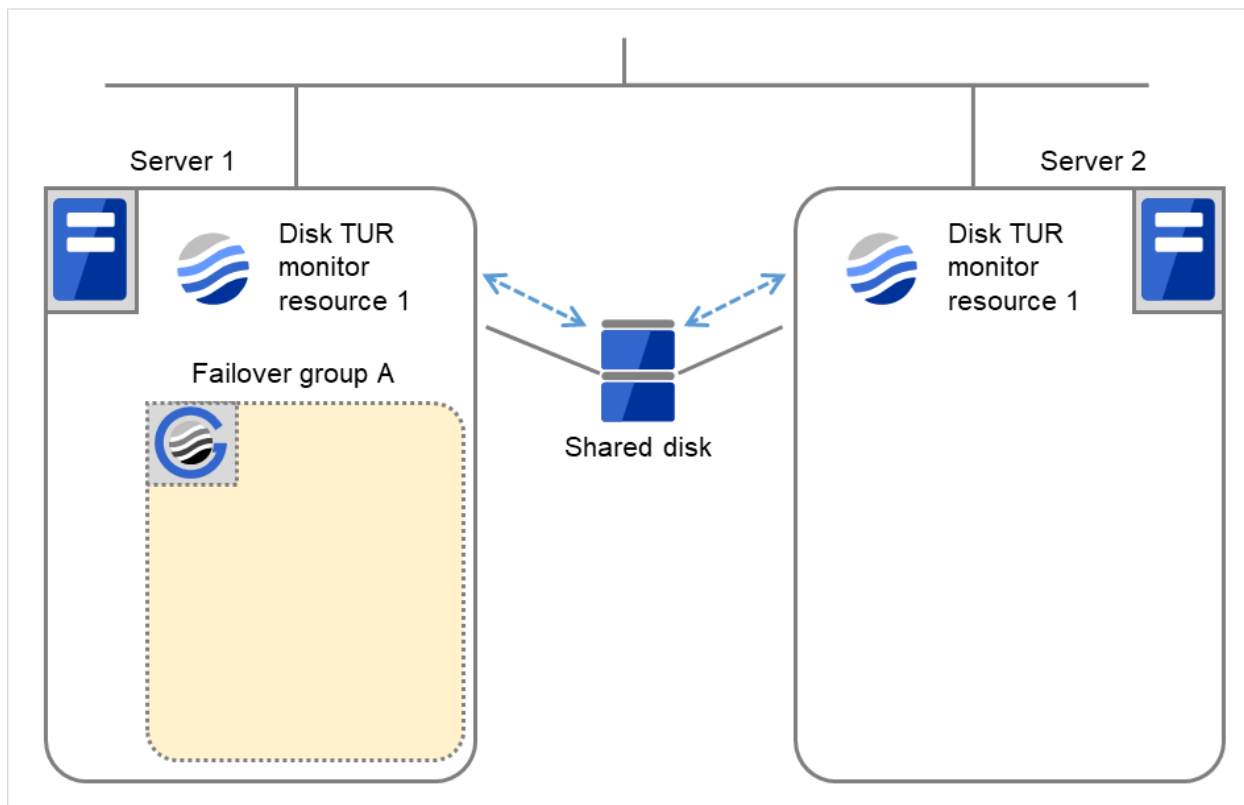 Server 1
Server 2
Disk TUR
monitor
resource 1
Disk TUR
monitor
resource 1
Failover group A
Shared disk